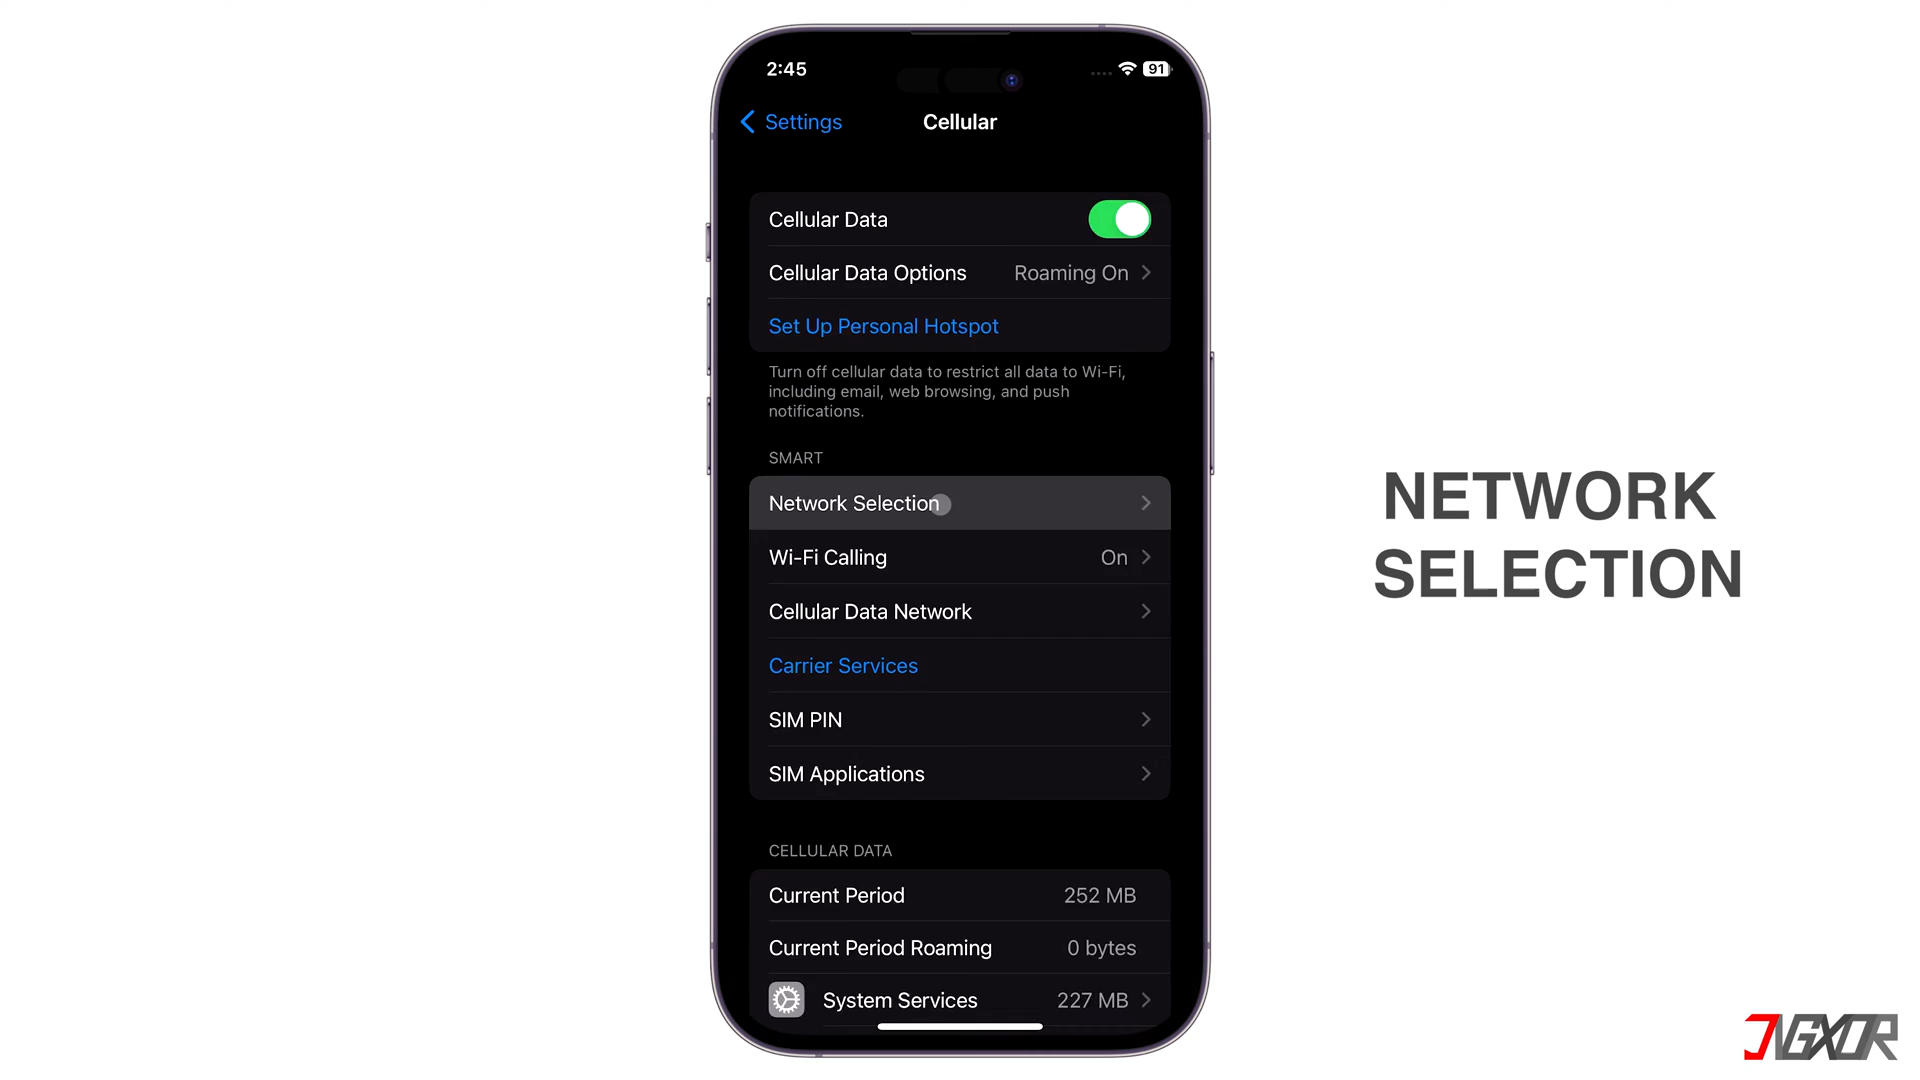 2:45
91
Settings
Cellular
Cellular Data
Cellular Data Options
Roaming On
Set Up Personal Hotspot
Turn off cellular data to restrict all data to Wi-Fi,
including email, web browsing, and push
notifications.
SMART
Network Selection
Wi-Fi Calling
On
Cellular Data Network
Carrier Services
SIM PIN
SIM Applications
CELLULAR DATA
Current Period
252 MB
Current Period Roaming
0 bytes
System Services
227 MB
NETWORK
SELECTION
JVGXOR